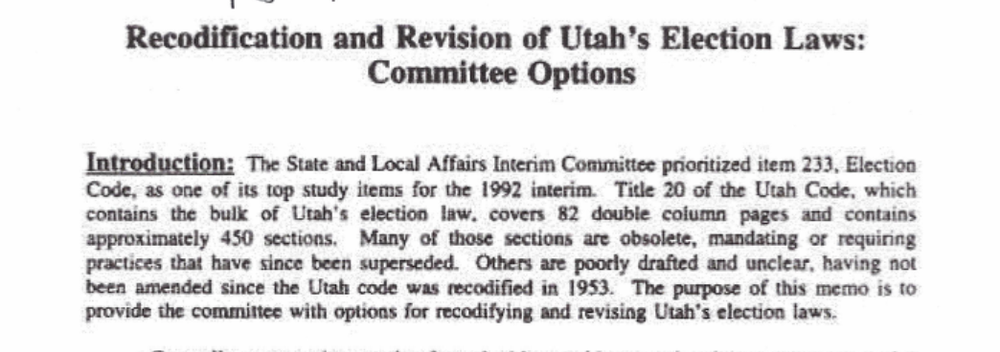 Recodification and Revision of Utah's Election Laws:
Committee Options
Introduction: The State and Local Affairs Interim Committee prioritized item 233, Election
Code, as one of its top study items for the 1992 interim. Title 20 of the Utah Code, which
contains the bulk of Utah's election law, covers 82 double column pages and contains
approximately 450 sections. Many of those sections are obsolete, mandating or requiring
practices that have since been superseded. Others are poorly drafted and unclear, having not
been amended since the Utah code was recodified in 1953. The purpose of this memo is to
provide the committee with options for recodifying and revising Utah's election laws.